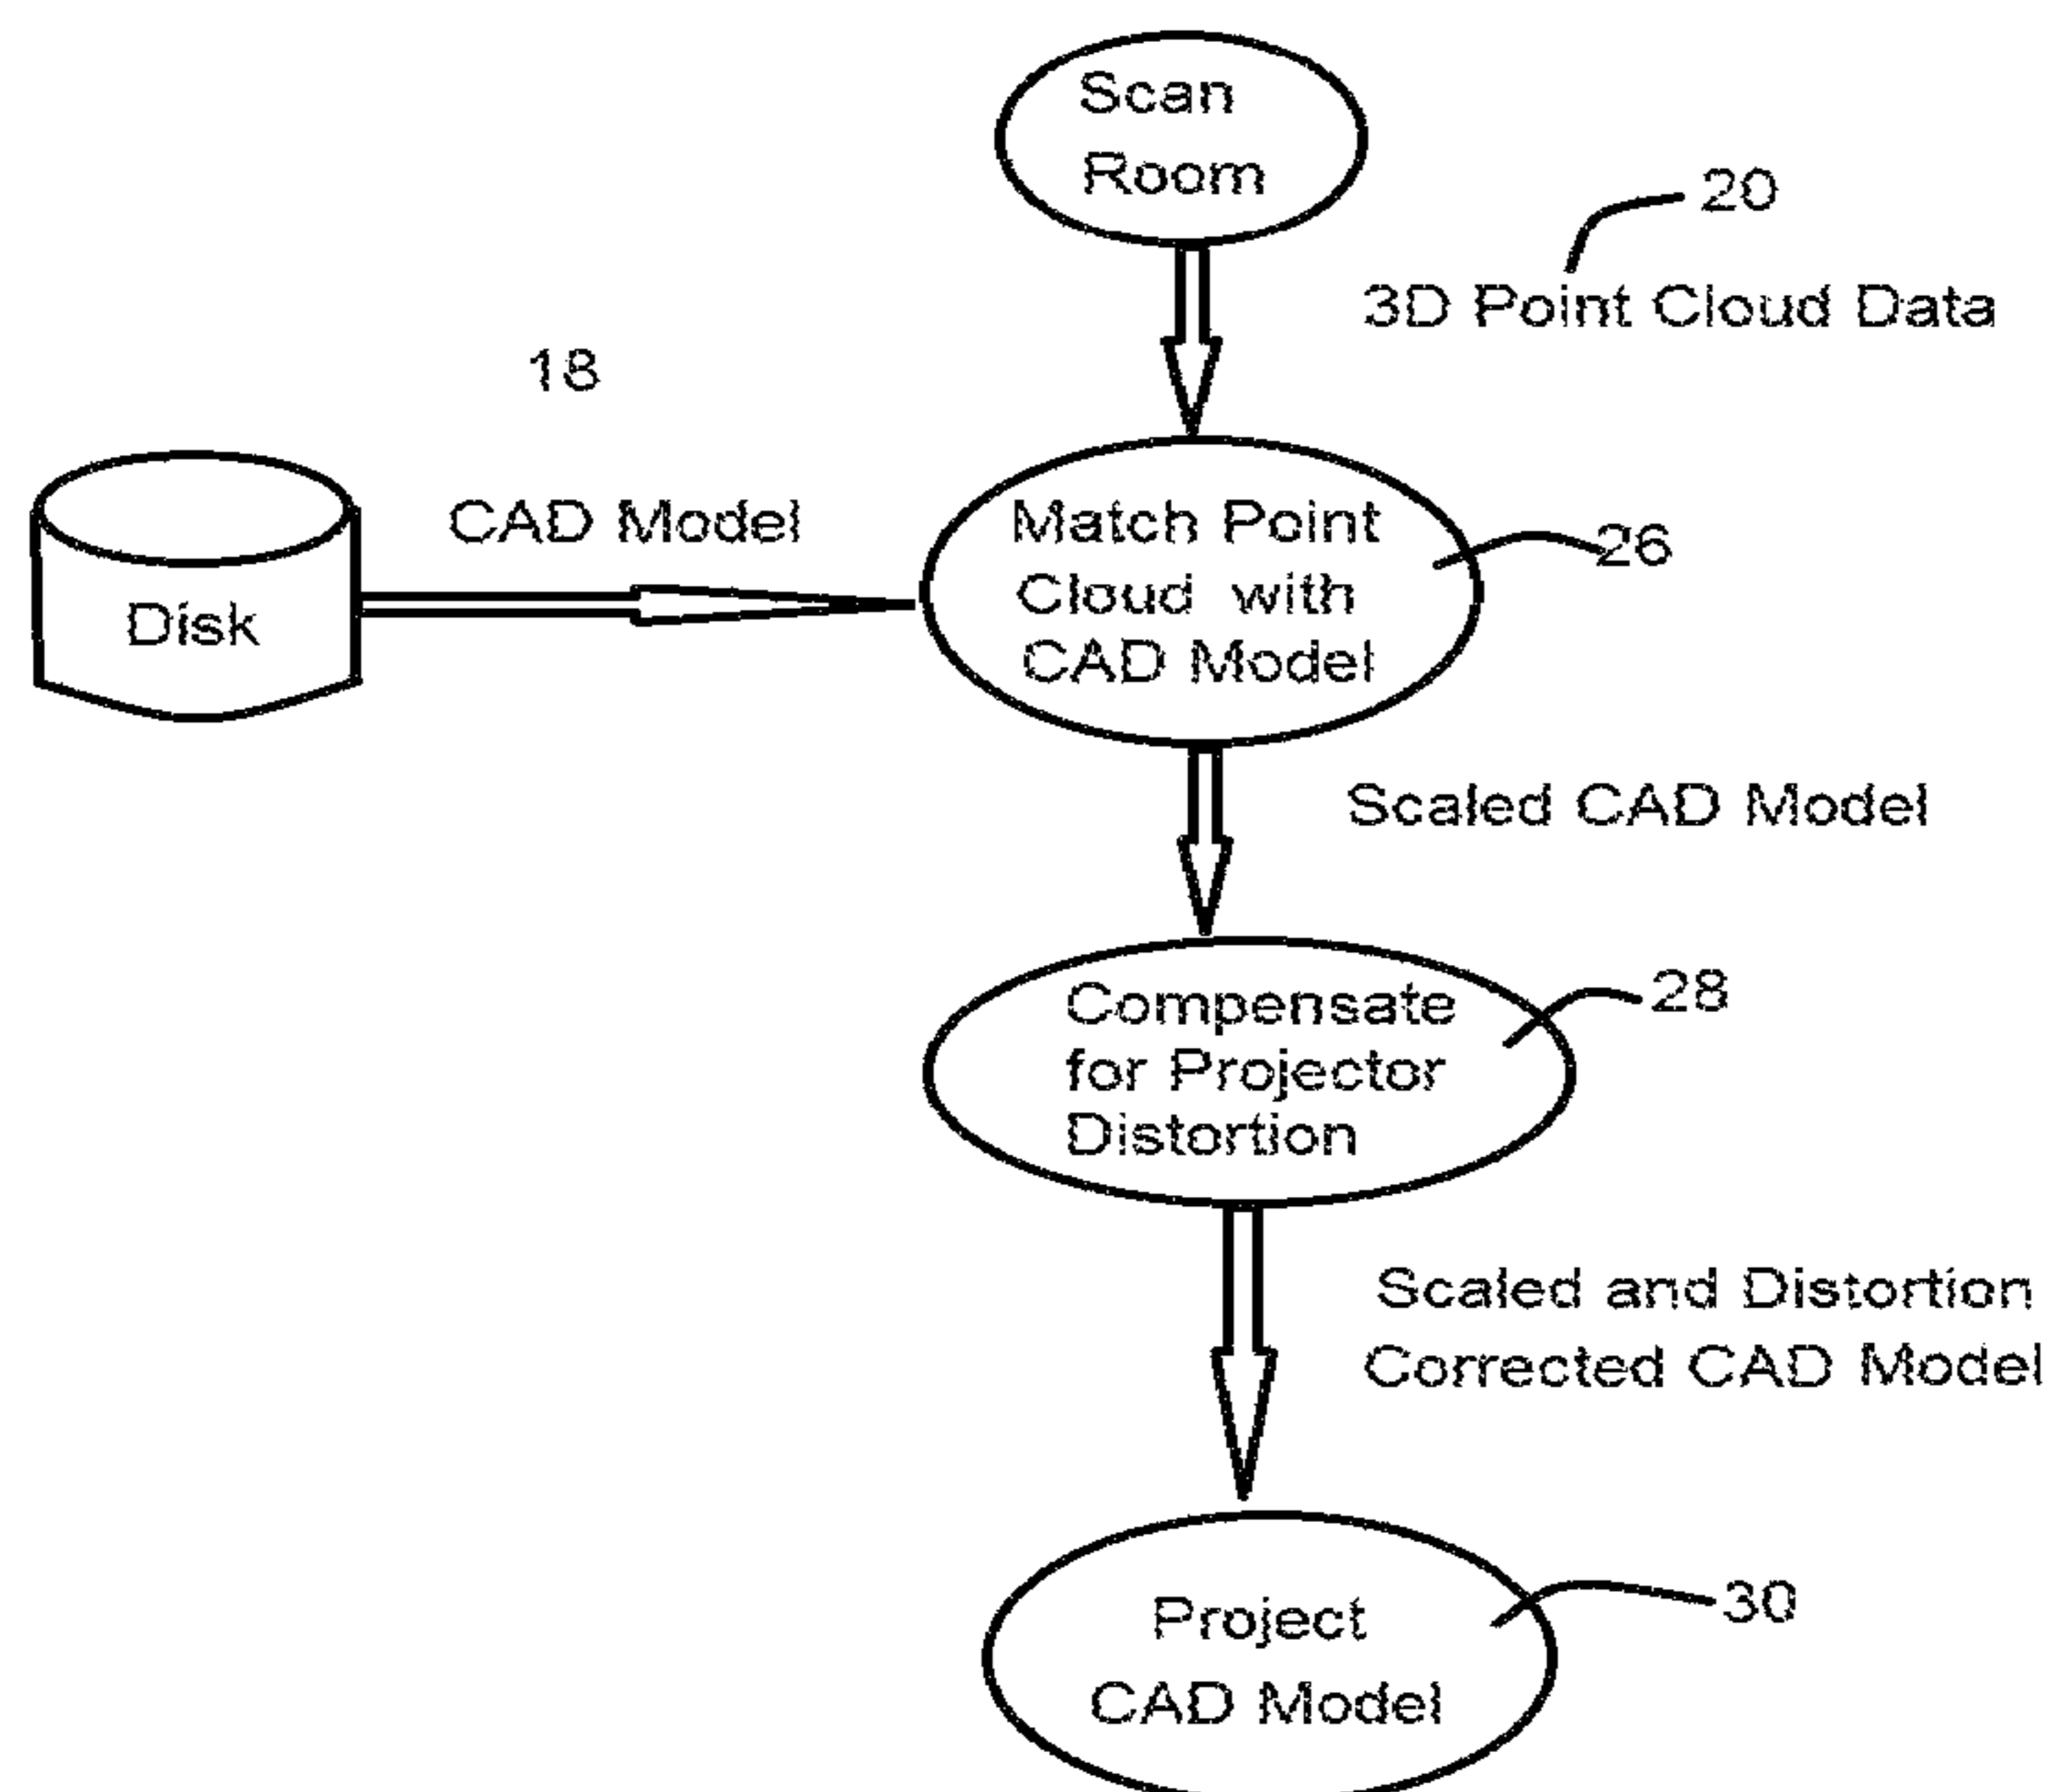 Scan
Room
20
3D Point Cloud Data
18
CAD Model
Disk
Match Point
Cloud with
CAD Model
26
Scaled CAD Model
Compensate
for Projector
Distortion
28
Scaled and Distortion
Corrected CAD Model
Project
CAD Model
30